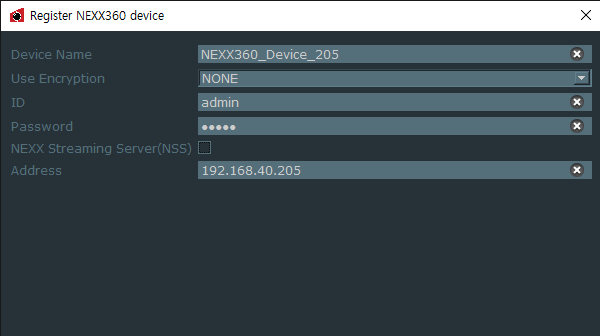 Register NEXX360 device
Device Name NEXX360_Device_205
Use Encryption NONE
ID admin
Password ●●●●●
NEXX Streaming Server(NSS)
Address 192.168.40.205